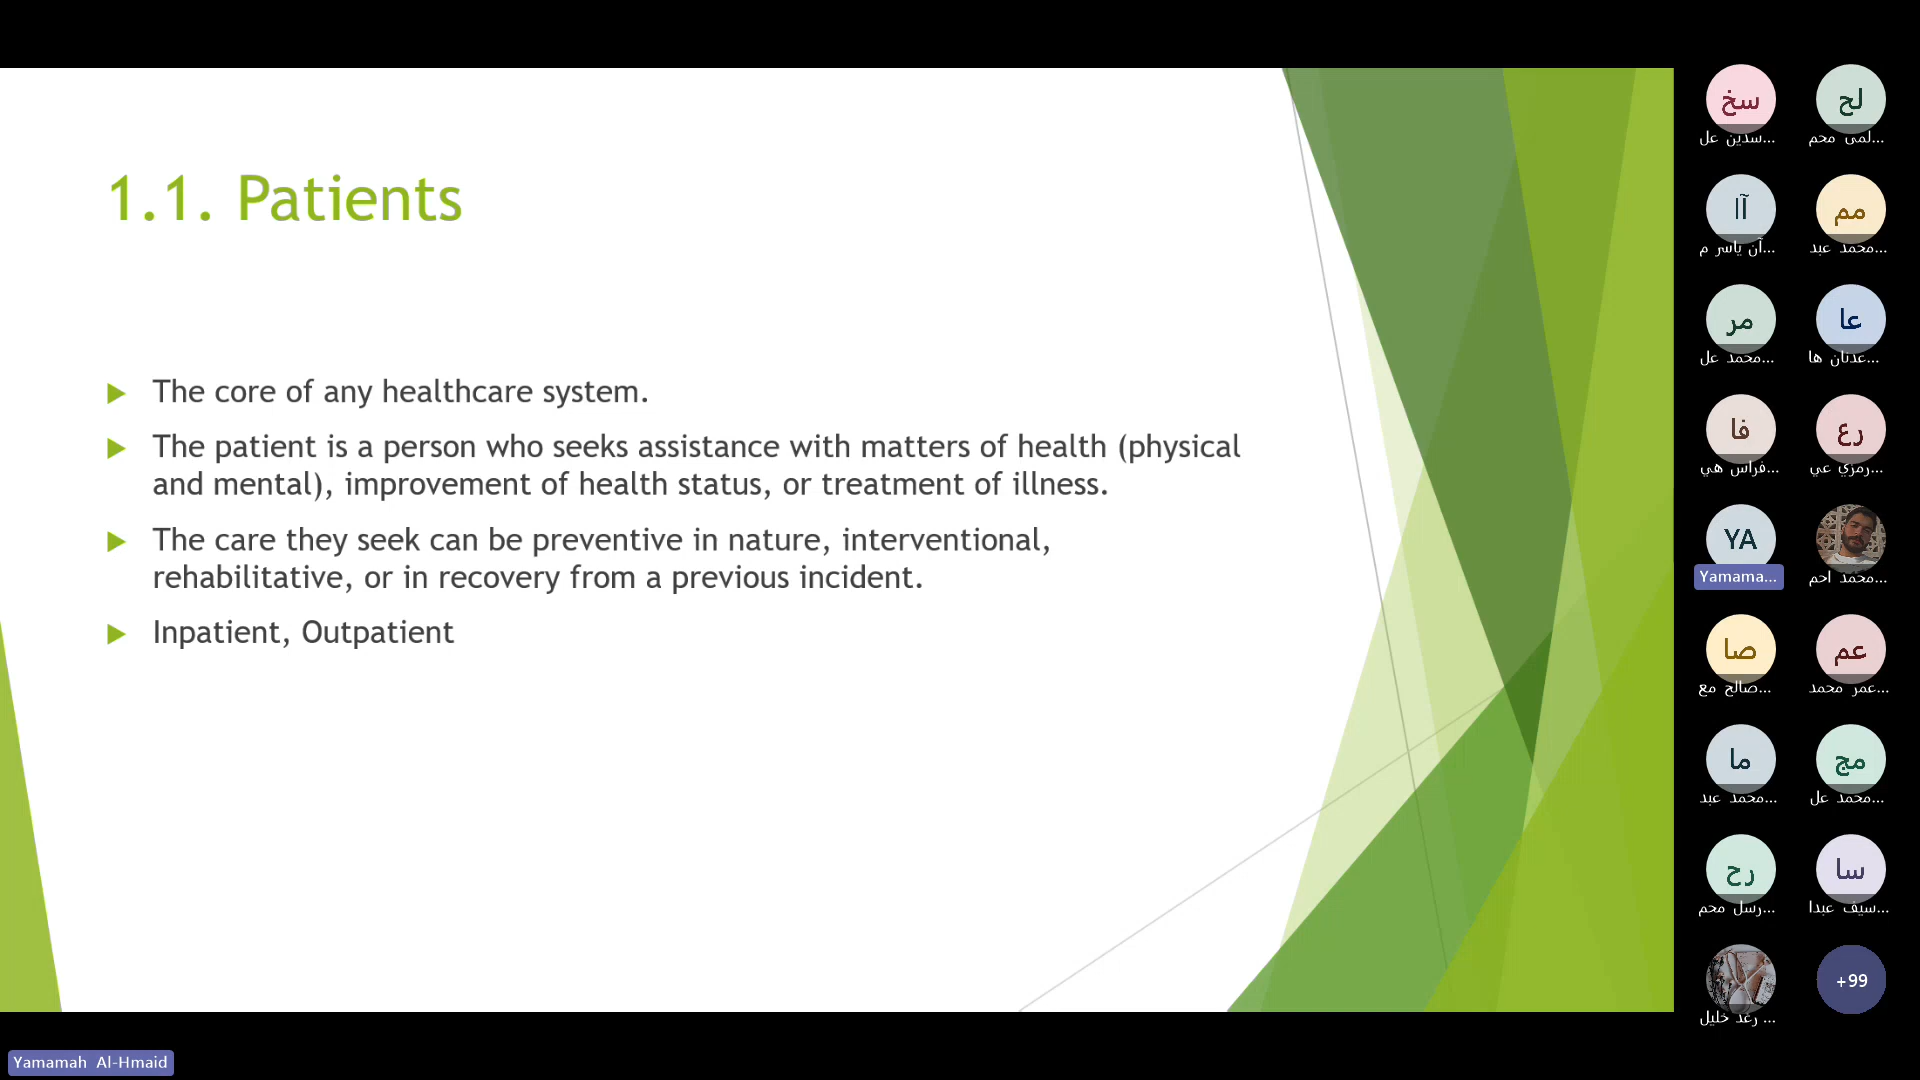 1.1. Patients
The core of any healthcare system.
The patient is a person who seeks assistance with matters of health (physical
and mental), improvement of health status, or treatment of illness.
The care they seek can be preventive in nature, interventional,
rehabilitative, or in recovery from a previous incident.
Inpatient, Outpatient
سخ
سدين عل...
لح
لمى محم...
آا
آن ياسر م...
مم
محمد عبد...
مر
محمد عل...
عا
عدنان ها...
فا
فراس هي...
رع
رمزي عي...
YA
Yamama...
محمد احم...
صا
صالح مع...
عم
عمر محمد...
ما
محمد عبد...
مج
محمد عل...
رح
رسل محم...
سا
سيف عبدا...
رغد خليل ...
+99
Yamamah Al-Hmaid